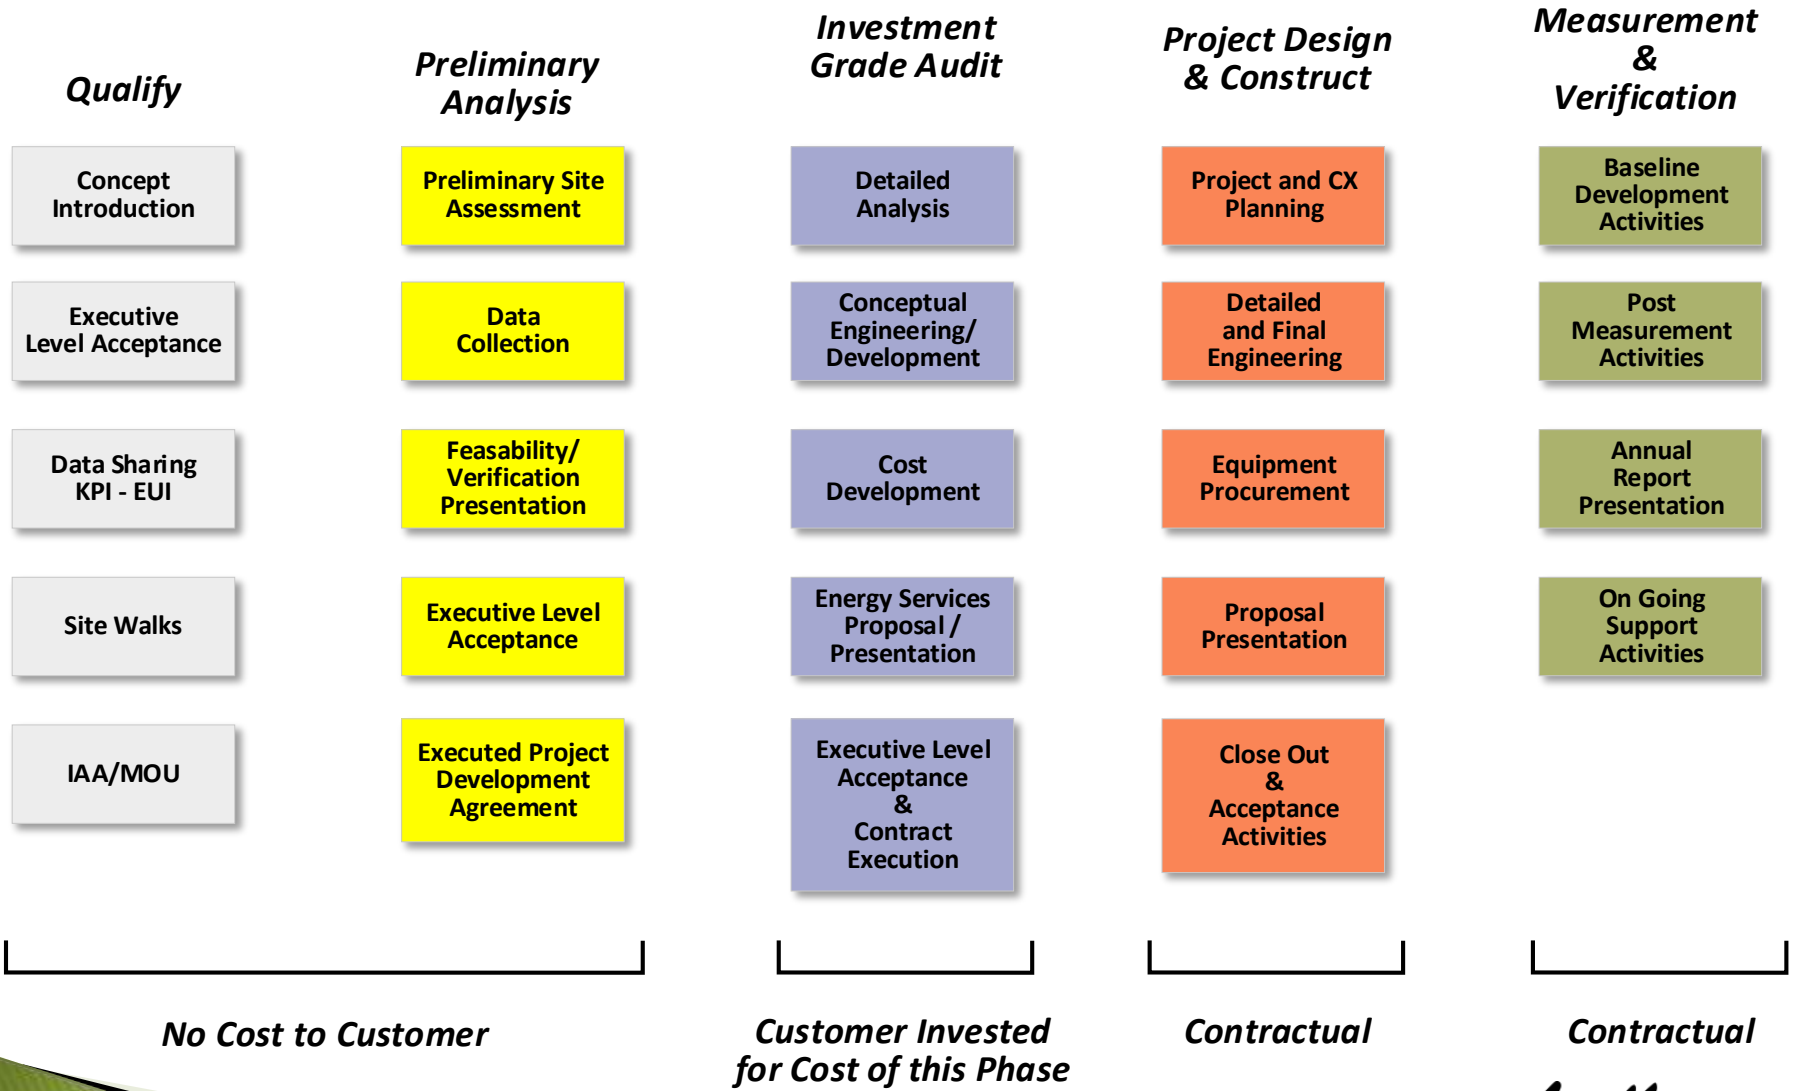 Qualify
Preliminary
Analysis
Investment
Grade Audit
Project Design
& Construct
Measurement
&
Verification
Concept
Introduction
Executive
Level Acceptance
Data Sharing
KPI - EUI
Site Walks
IAA/MOU
Preliminary Site
Assessment
Data
Collection
Feasability/
Verification
Presentation
Executive Level
Acceptance
Executed Project
Development
Agreement
Detailed
Analysis
Conceptual
Engineering/
Development
Cost
Development
Energy Services
Proposal /
Presentation
Executive Level
Acceptance
&
Contract
Execution
Project and CX
Planning
Detailed
and Final
Engineering
Equipment
Procurement
Proposal
Presentation
Close Out
&
Acceptance
Activities
Baseline
Development
Activities
Post
Measurement
Activities
Annual
Report
Presentation
On Going
Support
Activities
No Cost to Customer
Customer Invested
for Cost of this Phase
Contractual
Contractual